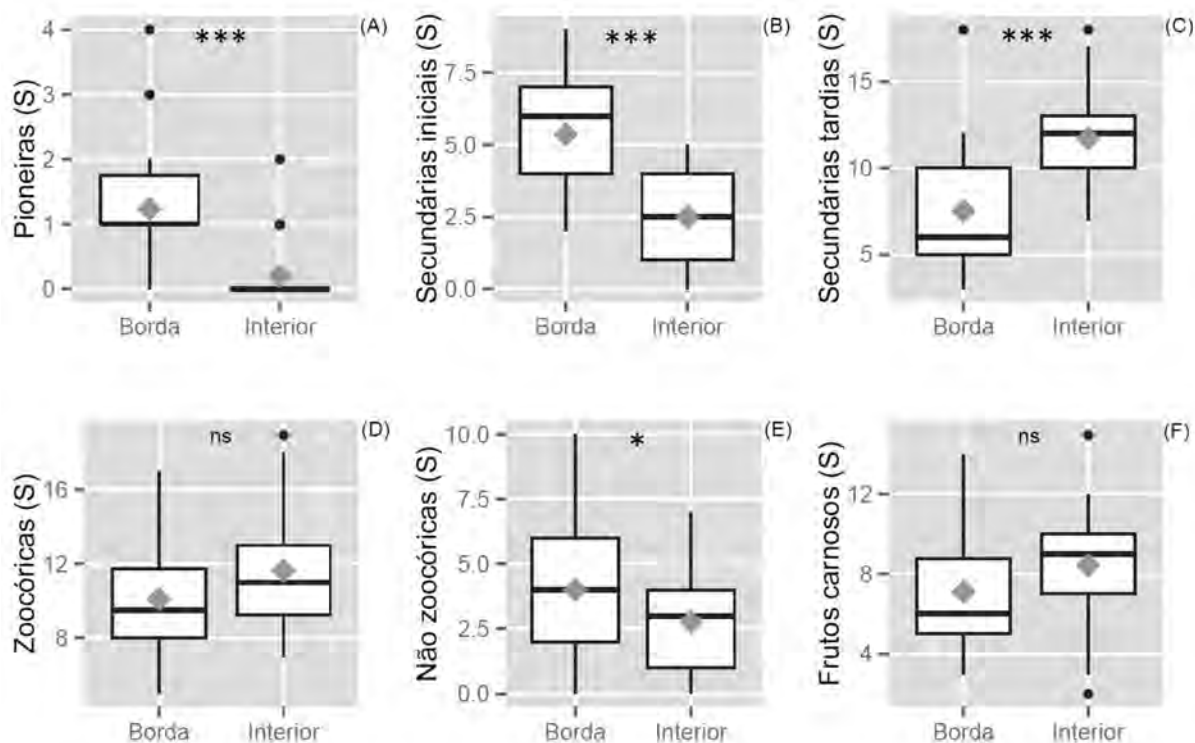 Pioneiras (S)
4
3
2
1
0
***
(A)
Borda
Interior
Secundárias iniciais (S)
7.5
5.0
2.5
0.0
***
(B)
Borda
Interior
Secundárias tardias (S)
15
10
5
***
(C)
Borda
Interior
Zoocóricas (S)
16
12
8
ns
(D)
Borda
Interior
Não zoocóricas (S)
10.0
7.5
5.0
2.5
0.0
*
(E)
Borda
Interior
Frutos carnosos (S)
12
8
4
ns
(F)
Borda
Interior